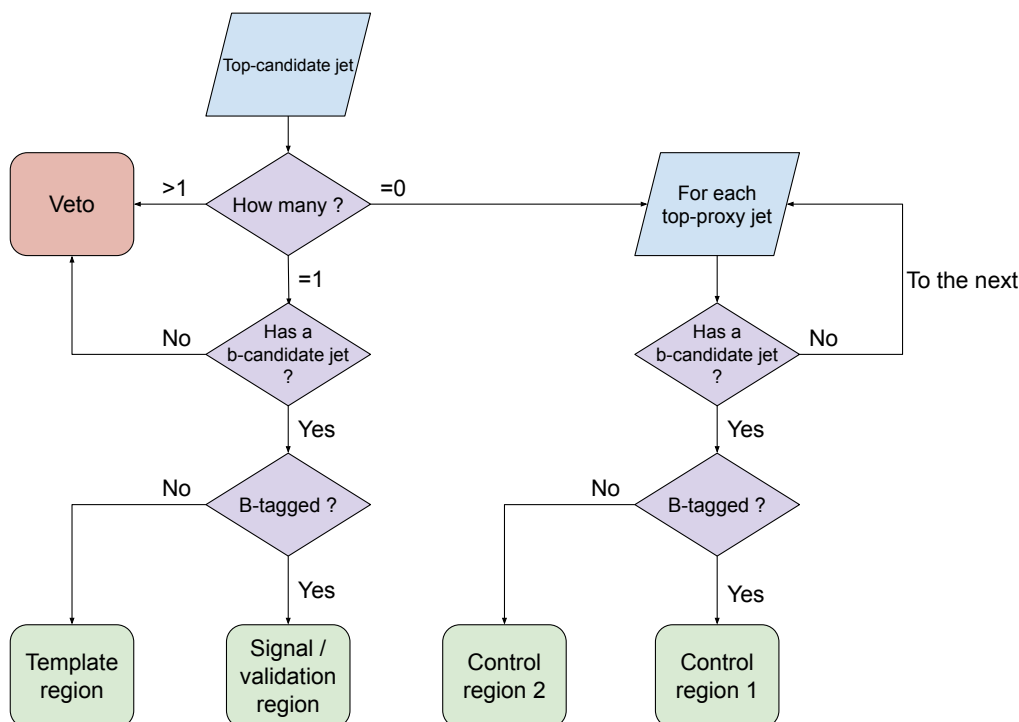 Top-candidate jet
>1
=0
Veto
How many ?
For each
top-proxy jet
=1
To the next
No
Has a
b-candidate jet
?
Has a
b-candidate jet
?
No
Yes
Yes
No
B-tagged ?
No
B-tagged ?
Yes
Yes
Template
region
Signal /
validation
region
Control
region 2
Control
region 1